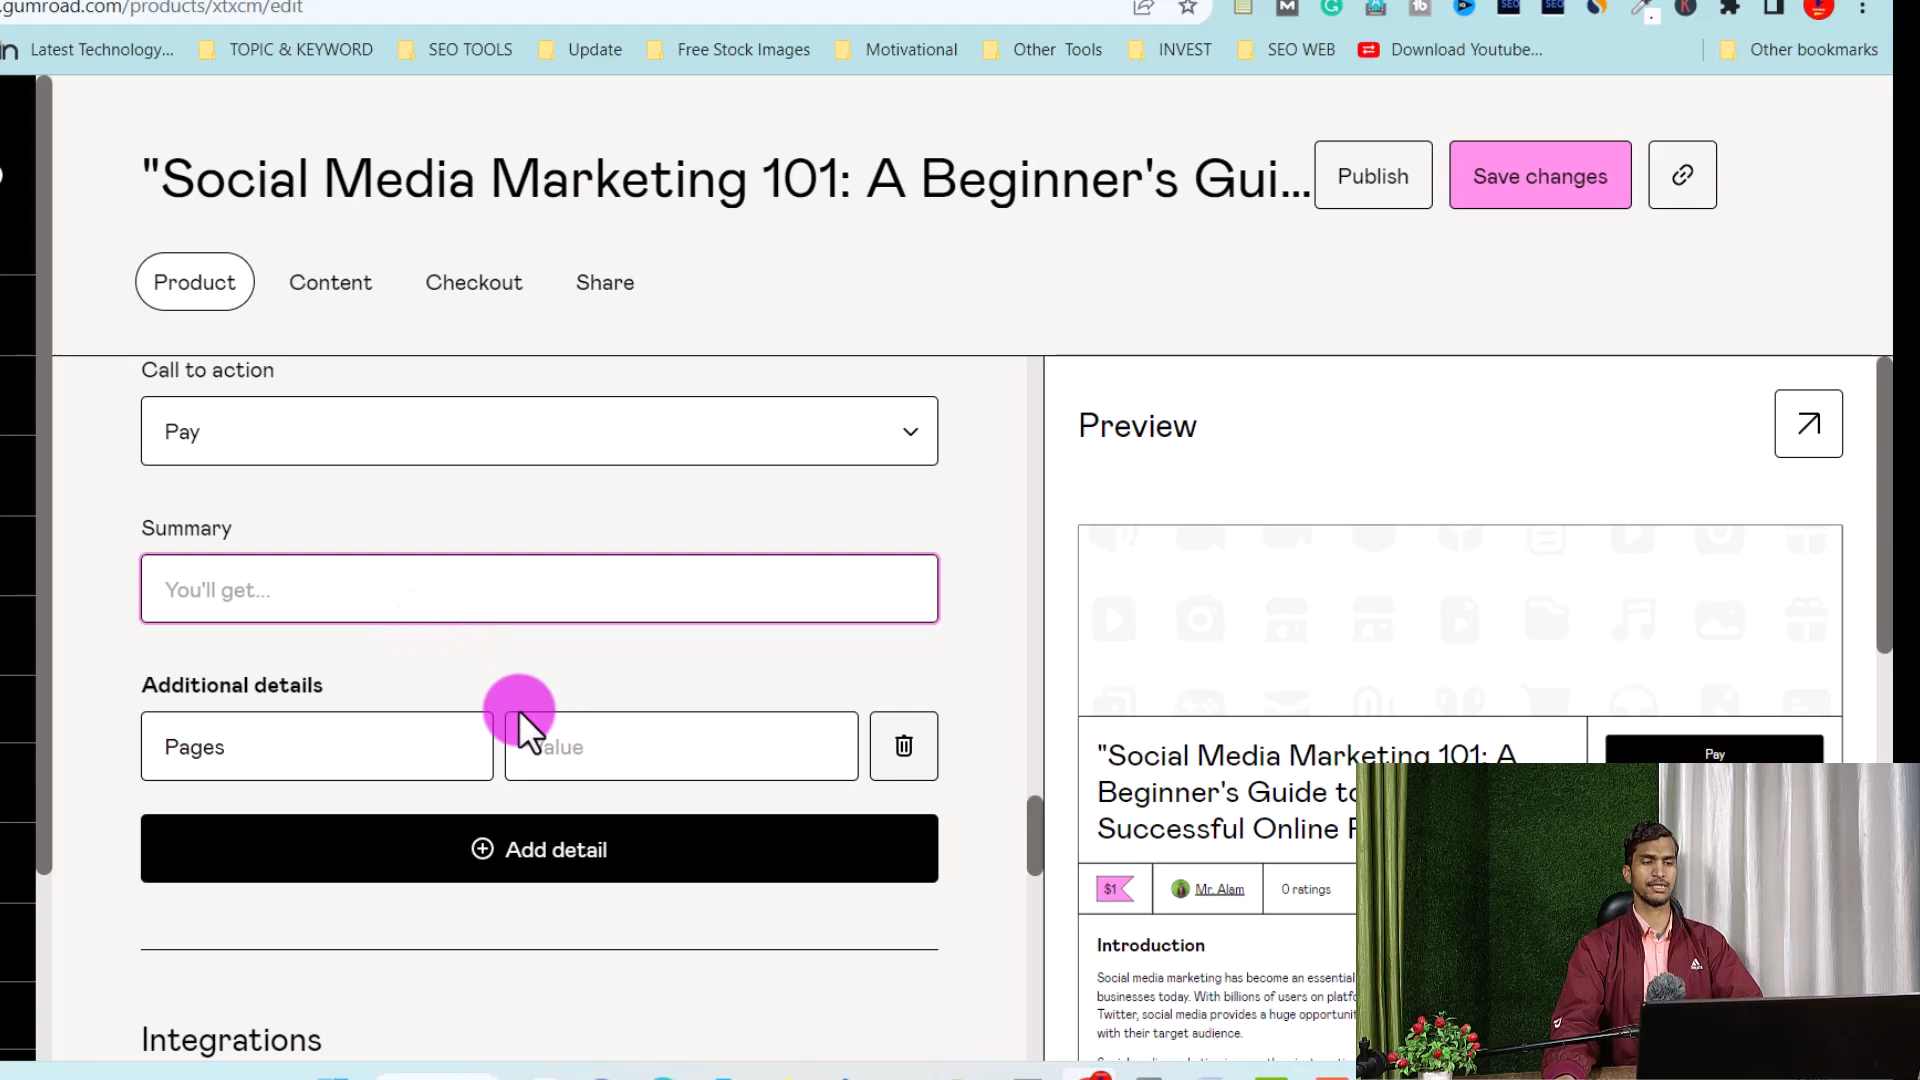 .gumroad.com/products/xtxcm/edit
in Latest Technology... TOPIC & KEYWORD SEO TOOLS Update Free Stock Images Motivational Other Tools INVEST SEO WEB Download Youtube... Other bookmarks
"Social Media Marketing 101: A Beginner's Gui...
Publish
Save changes
Product Content Checkout Share
Call to action
Pay
Summary
You'll get...
Additional details
Pages
alue
Add detail
Integrations
Preview
"Social Media Marketing 101: A
Beginner's Guide to
Successful Online
Pay
$1
Mr. Alam
0 ratings
Introduction
Social media marketing has become an essential
businesses today. With billions of users on
Twitter, social media provides a huge
with their target audience.